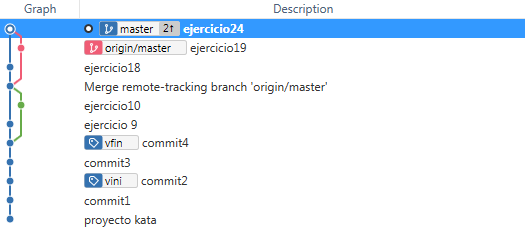 Graph Description
master 2↑ ejercicio24
origin/master ejercicio19
ejercicio18
Merge remote-tracking branch 'origin/master'
ejercicio10
ejercicio 9
vfin commit4
commit3
vini commit2
commit1
proyecto kata